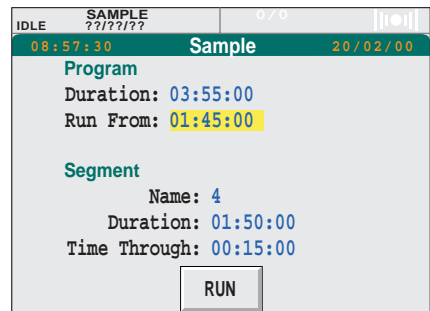 SAMPLE
IDLE ??/??/?? 0/0
08:57:30 Sample 20/02/00
Program
Duration: 03:55:00
Run From: 01:45:00
Segment
Name: 4
Duration: 01:50:00
Time Through: 00:15:00
RUN